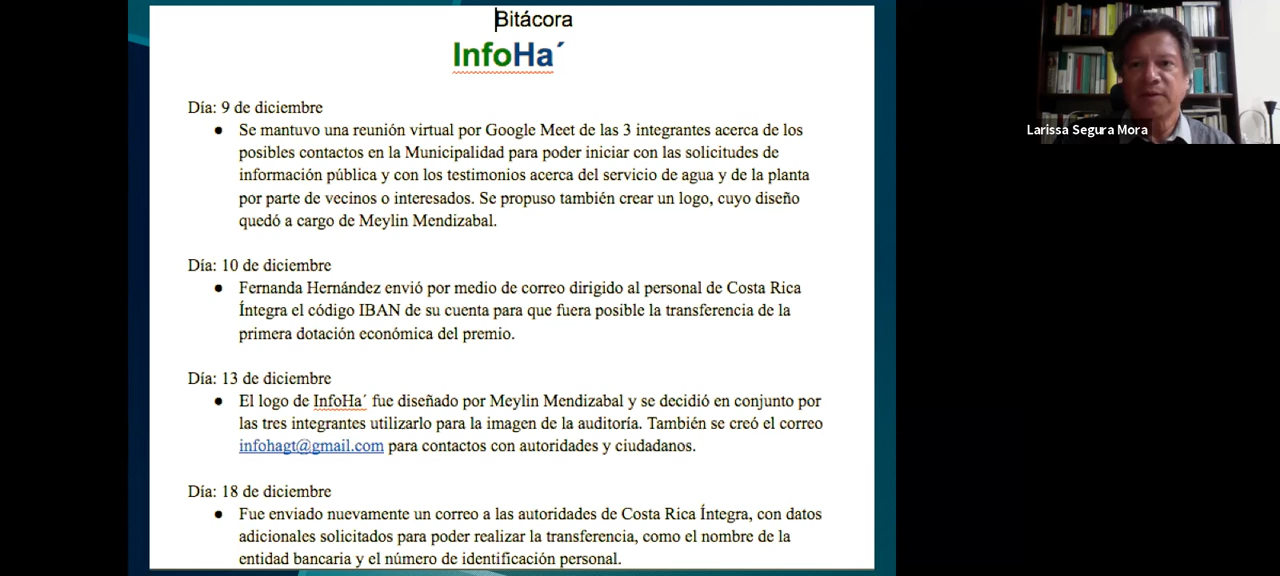 Bitácora
InfoHa´
Día: 9 de diciembre
● Se mantuvo una reunión virtual por Google Meet de las 3 integrantes acerca de los
posibles contactos en la Municipalidad para poder iniciar con las solicitudes de
información pública y con los testimonios acerca del servicio de agua y de la planta
por parte de vecinos o interesados. Se propuso también crear un logo, cuyo diseño
quedó a cargo de Meylin Mendizabal.
Día: 10 de diciembre
● Fernanda Hernández envió por medio de correo dirigido al personal de Costa Rica
Íntegra el código IBAN de su cuenta para que fuera posible la transferencia de la
primera dotación económica del premio.
Día: 13 de diciembre
● El logo de InfoHa´ fue diseñado por Meylin Mendizabal y se decidió en conjunto por
las tres integrantes utilizarlo para la imagen de la auditoría. También se creó el correo
infohagt@gmail.com para contactos con autoridades y ciudadanos.
Día: 18 de diciembre
● Fue enviado nuevamente un correo a las autoridades de Costa Rica Íntegra, con datos
adicionales solicitados para poder realizar la transferencia, como el nombre de la
entidad bancaria y el número de identificación personal.
Larissa Segura Mora